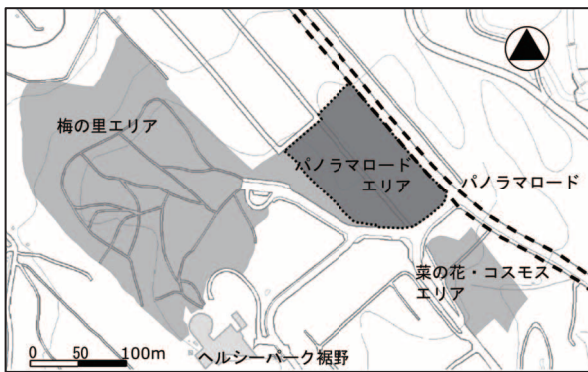 梅の里エリア
パノラマロード
エリア
パノラマロード
菜の花・コスモス
エリア
ヘルシーパーク裾野
0 50 100m